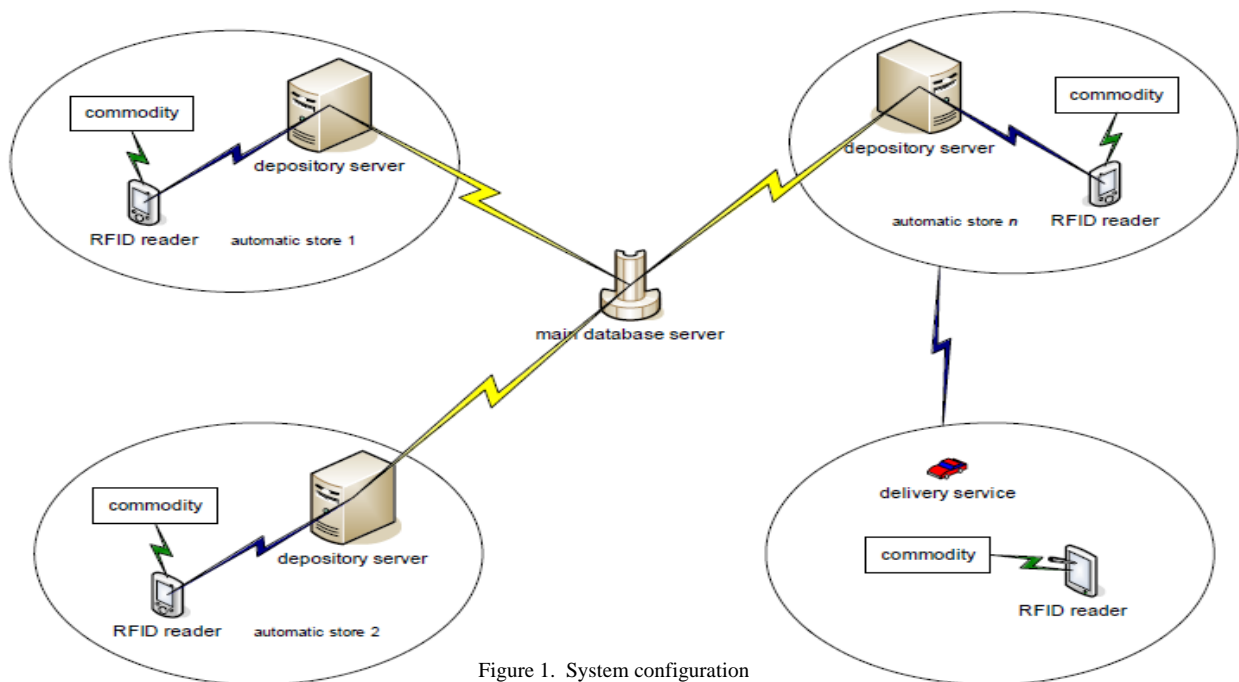 commodity
depository server
RFID reader
automatic store 1
commodity
depository server
RFID reader
automatic store n
main database server
commodity
depository server
RFID reader
automatic store 2
delivery service
commodity
RFID reader
Figure 1. System configuration